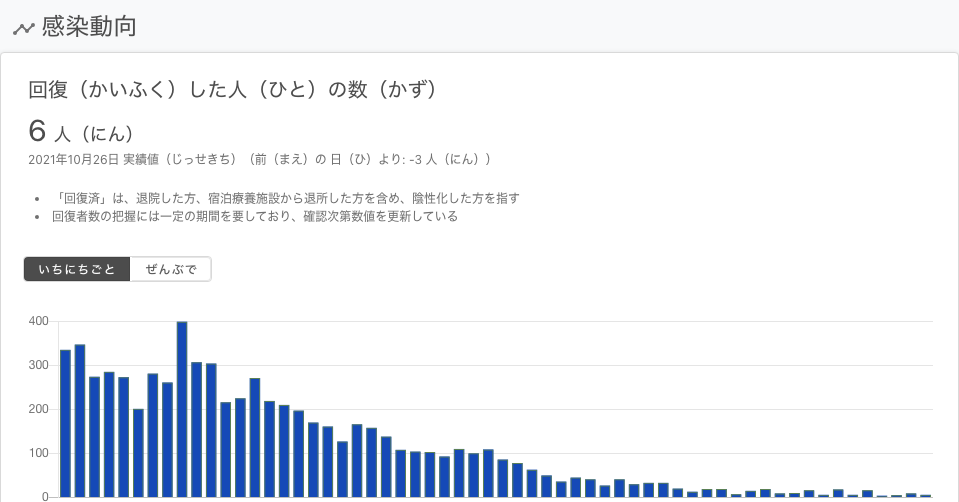 感染動向
回復（かいふく）した人（ひと）の数（かず）
6 人（にん）
2021年10月26日 実績値（じっせきち）（前（まえ）の 日（ひ）より: -3 人（にん））
• 「回復済」は、退院した方、宿泊療養施設から退所した方を含め、陰性化した方を指す
• 回復者数の把握には一定の期間を要しており、確認次第数値を更新している
いちにちごと ぜんぶで
400
300
200
100
0